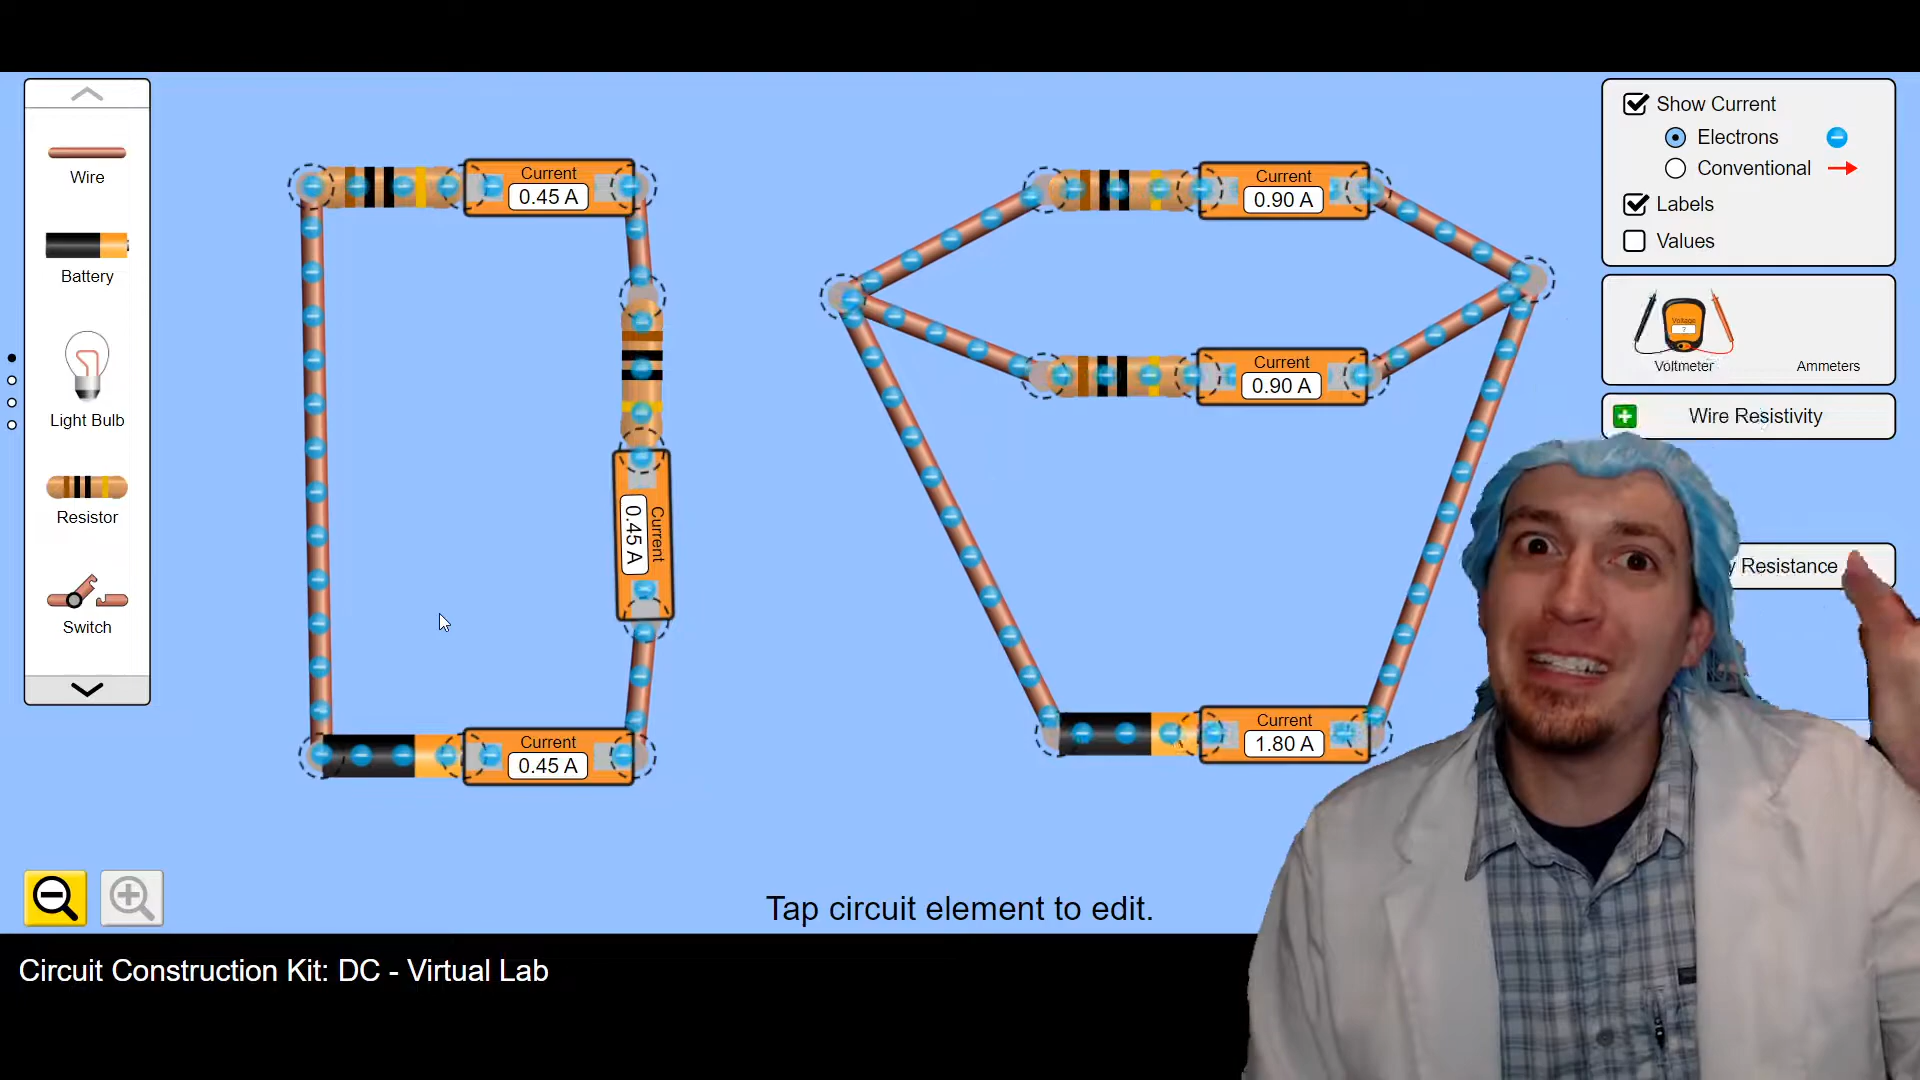 Wire
Battery
Light Bulb
Resistor
Switch
Current
0.45 A
Current
0.45 A
Current
0.45 A
Current
0.90 A
Current
0.90 A
Current
1.80 A
Show Current
Electrons
Conventional
Labels
Values
Voltage
?
Voltmeter
Ammeters
Wire Resistivity
y Resistance
Tap circuit element to edit.
Circuit Construction Kit: DC - Virtual Lab